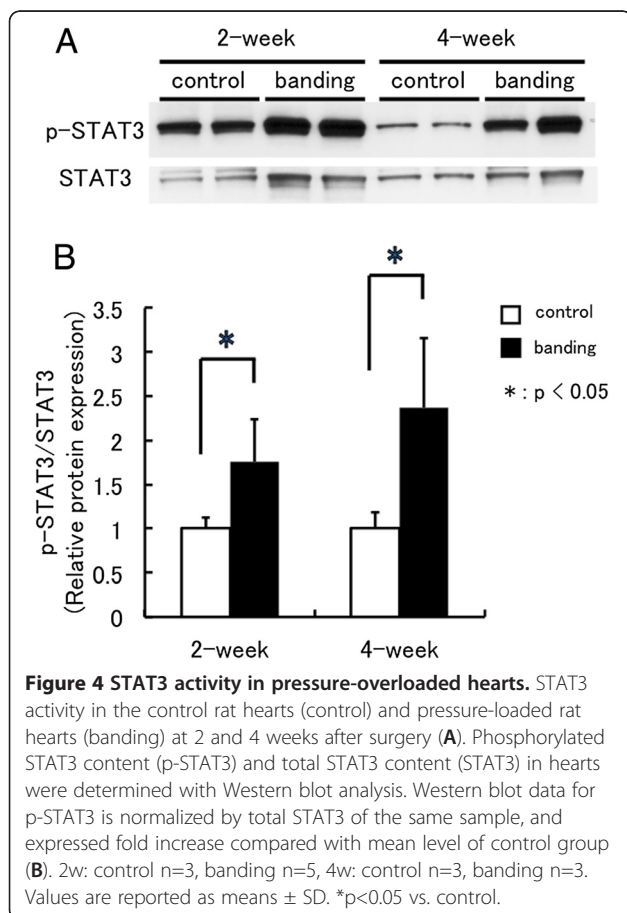 A
2-week 4-week
control banding control banding
p-STAT3
STAT3
B
p-STAT3/STAT3
(Relative protein expression)
3.5
3
2.5
2
1.5
1
0.5
0
*
*
control
banding
* : p < 0.05
2-week 4-week
Figure 4 STAT3 activity in pressure-overloaded hearts. STAT3
activity in the control rat hearts (control) and pressure-loaded rat
hearts (banding) at 2 and 4 weeks after surgery (A). Phosphorylated
STAT3 content (p-STAT3) and total STAT3 content (STAT3) in hearts
were determined with Western blot analysis. Western blot data for
p-STAT3 is normalized by total STAT3 of the same sample, and
expressed fold increase compared with mean level of control group
(B). 2w: control n=3, banding n=5, 4w: control n=3, banding n=3.
Values are reported as means ± SD. *p<0.05 vs. control.